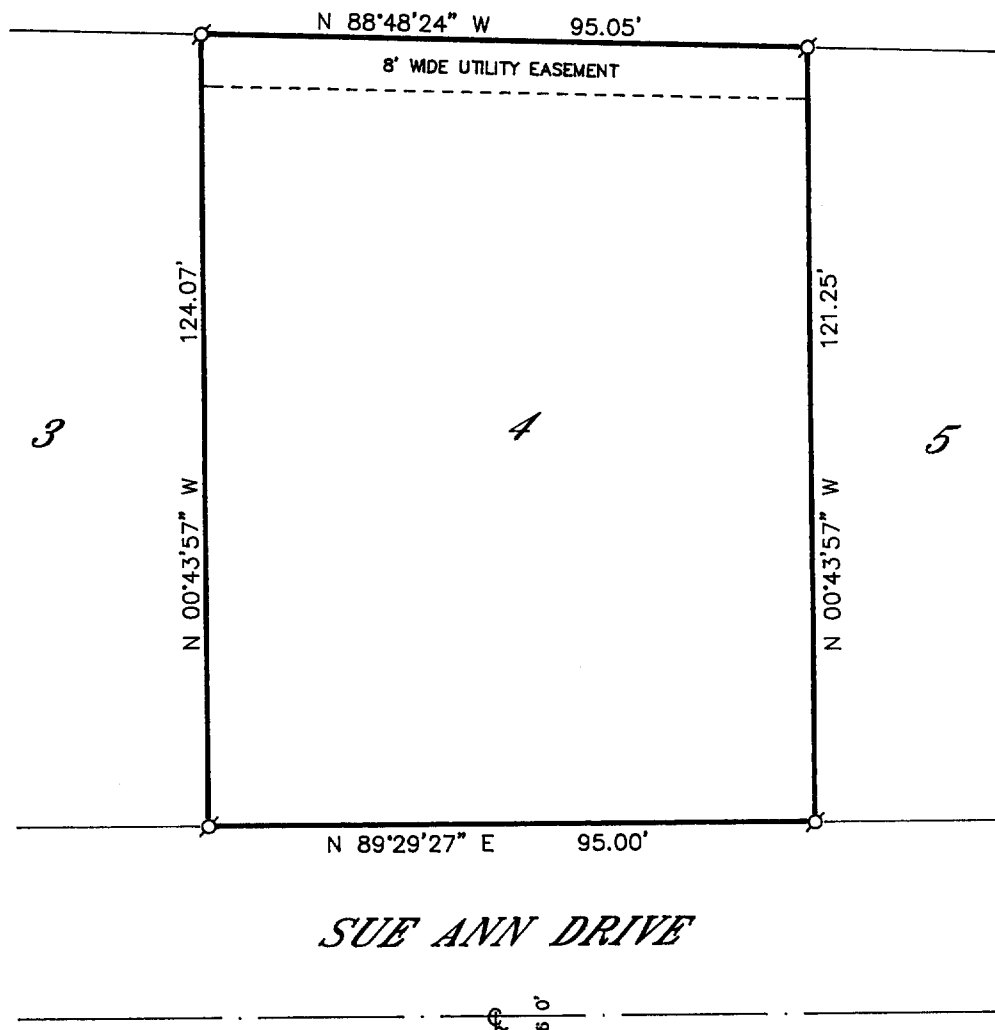 N 88°48'24" W 95.05'
8' WIDE UTILITY EASEMENT
124.07'
121.25'
3
4
5
N 00°43'57" W
N 00°43'57" W
N 89°29'27" E 95.00'
SUE ANN DRIVE